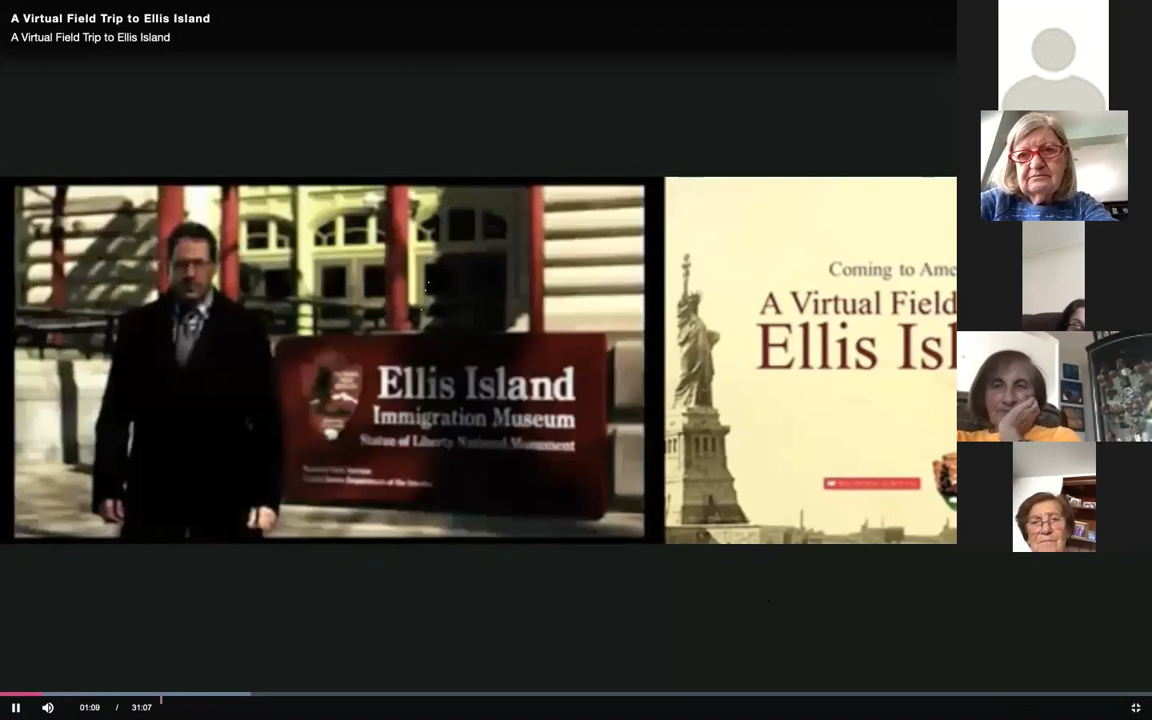 A Virtual Field Trip to Ellis Island
A Virtual Field Trip to Ellis Island
Ellis Island
Immigration Museum
Statue of Liberty National Monument
Coming to Ame
A Virtual Field
Ellis Isl
01:09 / 31:07